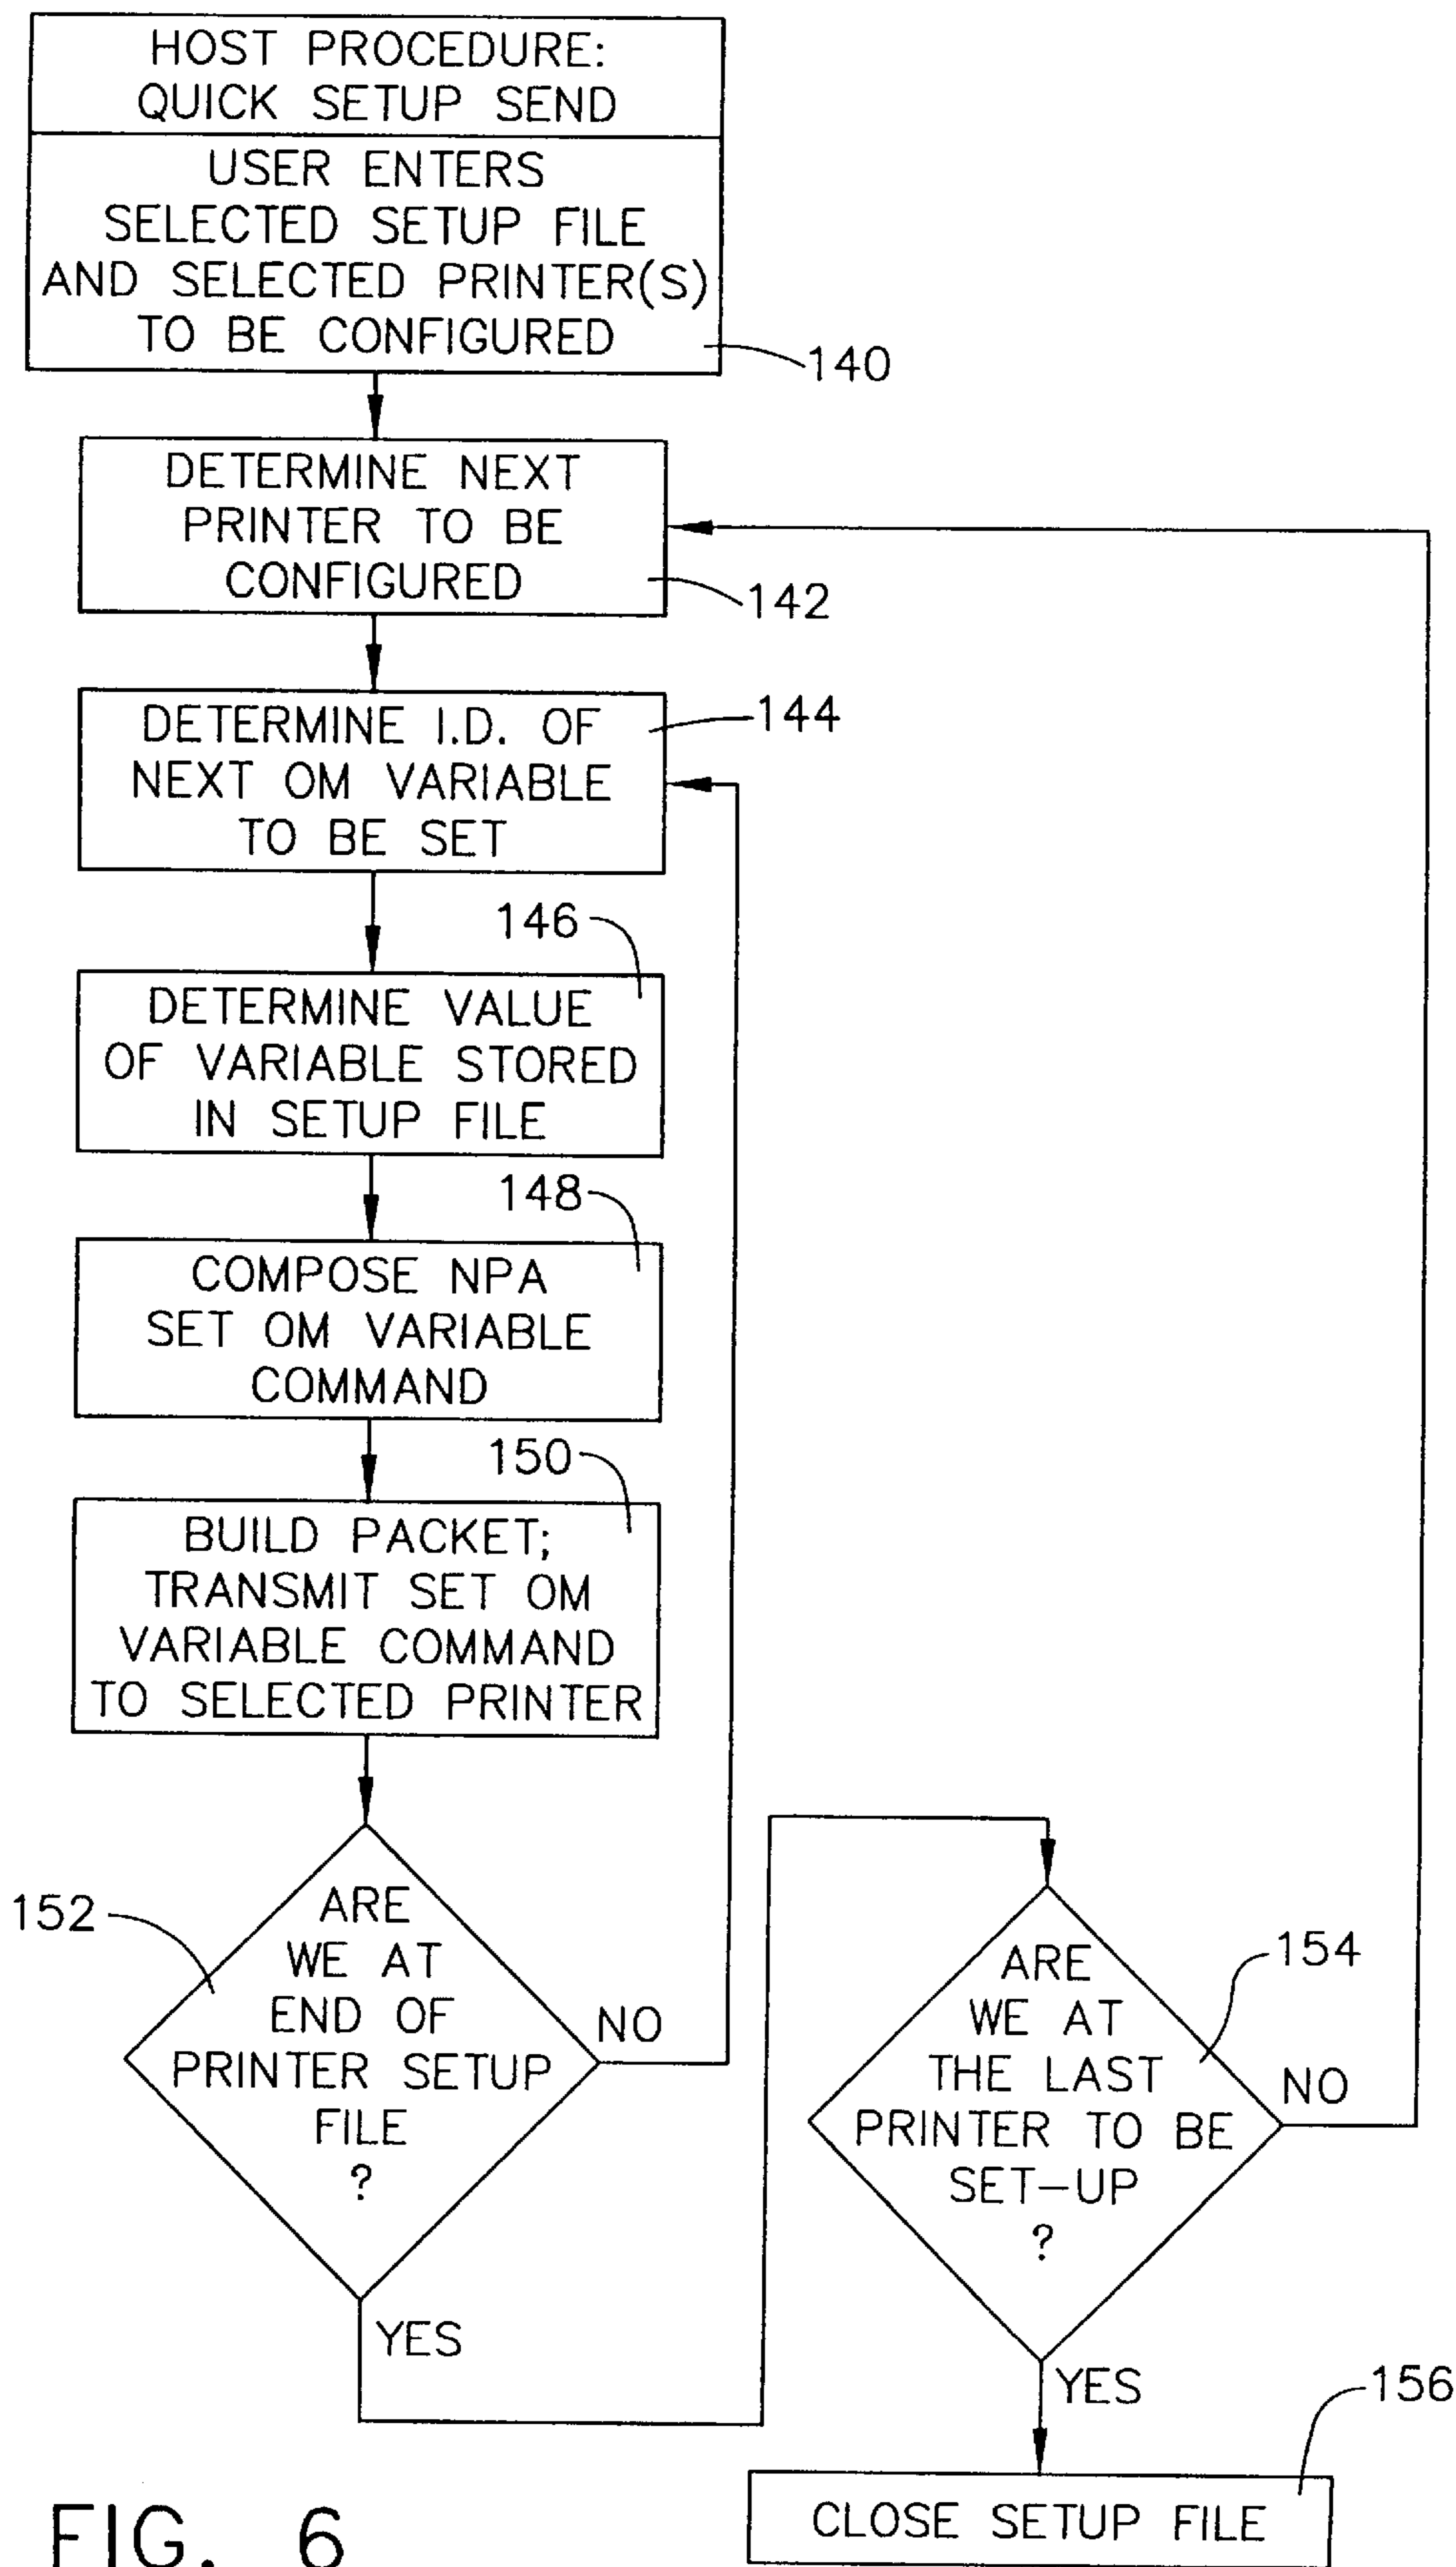 HOST PROCEDURE:
QUICK SETUP SEND
USER ENTERS
SELECTED SETUP FILE
AND SELECTED PRINTER(S)
TO BE CONFIGURED
140
DETERMINE NEXT
PRINTER TO BE
CONFIGURED
142
DETERMINE I.D. OF
NEXT OM VARIABLE
TO BE SET
144
146
DETERMINE VALUE
OF VARIABLE STORED
IN SETUP FILE
148
COMPOSE NPA
SET OM VARIABLE
COMMAND
150
BUILD PACKET;
TRANSMIT SET OM
VARIABLE COMMAND
TO SELECTED PRINTER
152
ARE
WE AT
END OF
PRINTER SETUP
FILE
?
NO
YES
154
ARE
WE AT
THE LAST
PRINTER TO BE
SET-UP
?
NO
YES
156
CLOSE SETUP FILE
FIG. 6